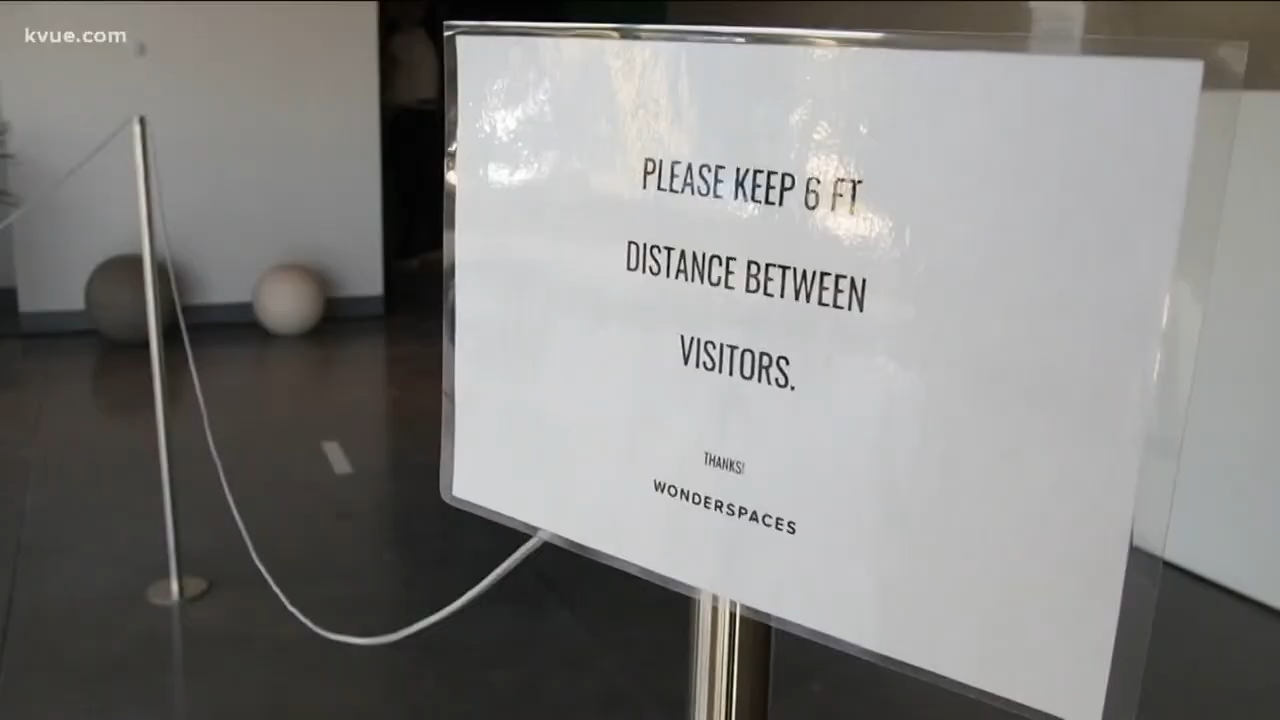 kvue.com
PLEASE KEEP 6 FT
DISTANCE BETWEEN
VISITORS.
THANKS!
WONDERSPACES